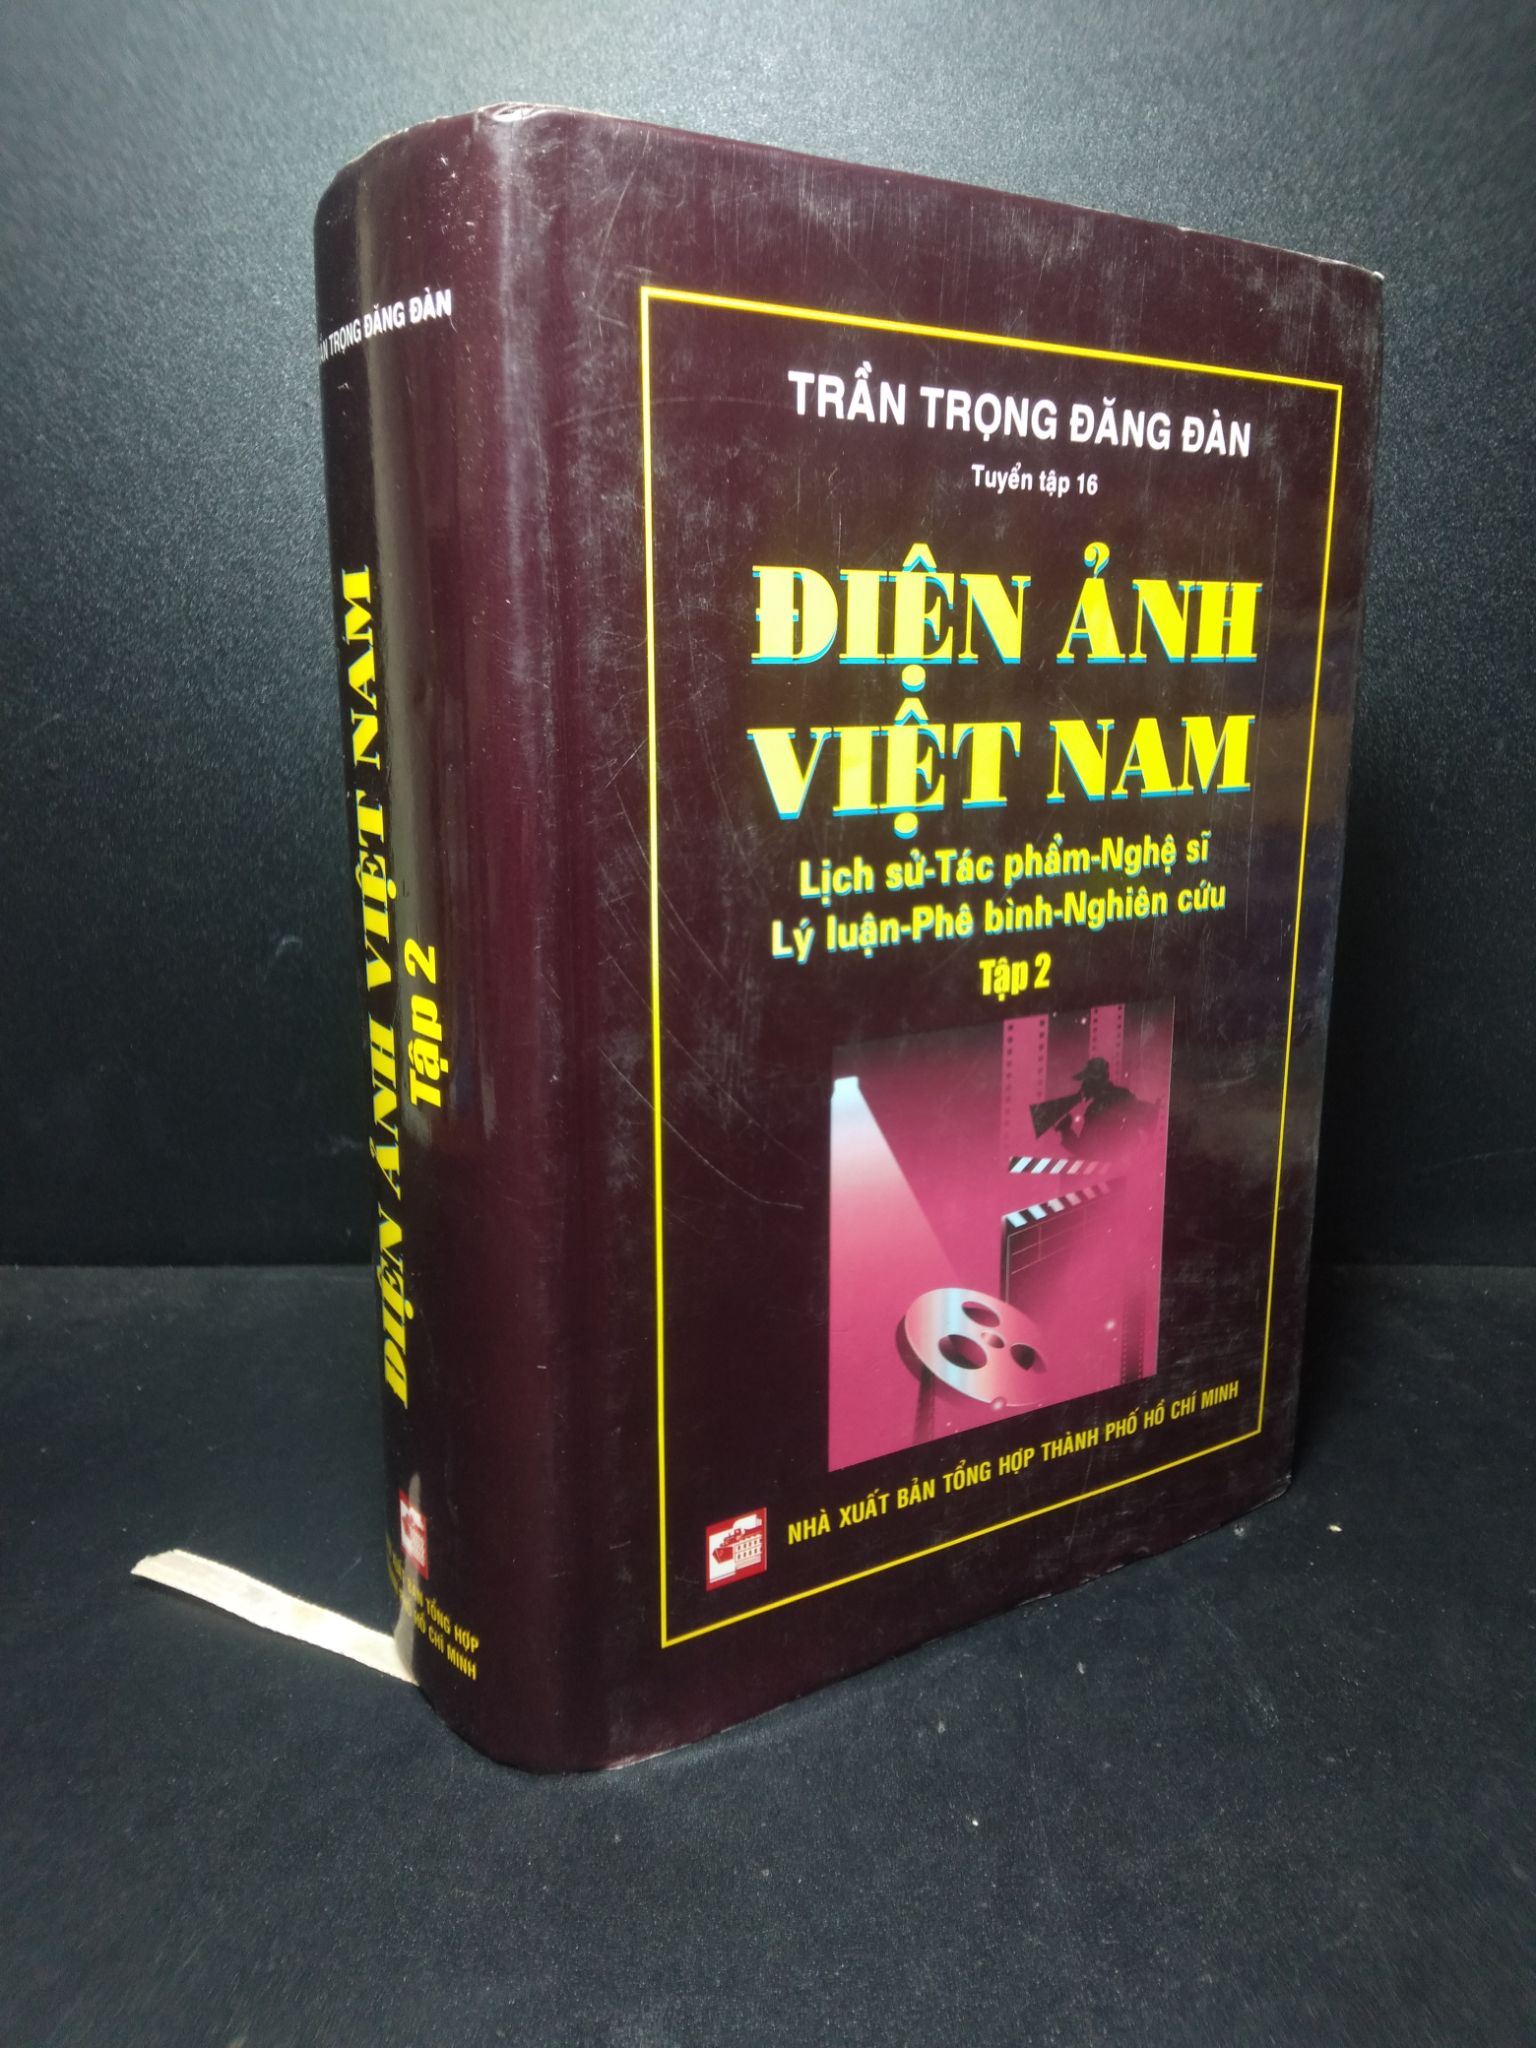 TRẦN TRỌNG ĐĂNG ĐÀN
Tuyển tập 16
ĐIỆN ẢNH
VIỆT NAM
Lịch sử-Tác phẩm-Nghệ sĩ
Lý luận-Phê bình-Nghiên cứu
Tập 2
NHÀ XUẤT BẢN TỔNG HỢP THÀNH PHỐ HỒ CHÍ MINH
TRỌNG ĐĂNG ĐÀN
ĐIỆN ẢNH VIỆT NAM
Tập 2
BẢN TỔNG HỢP
HỒ CHÍ MINH